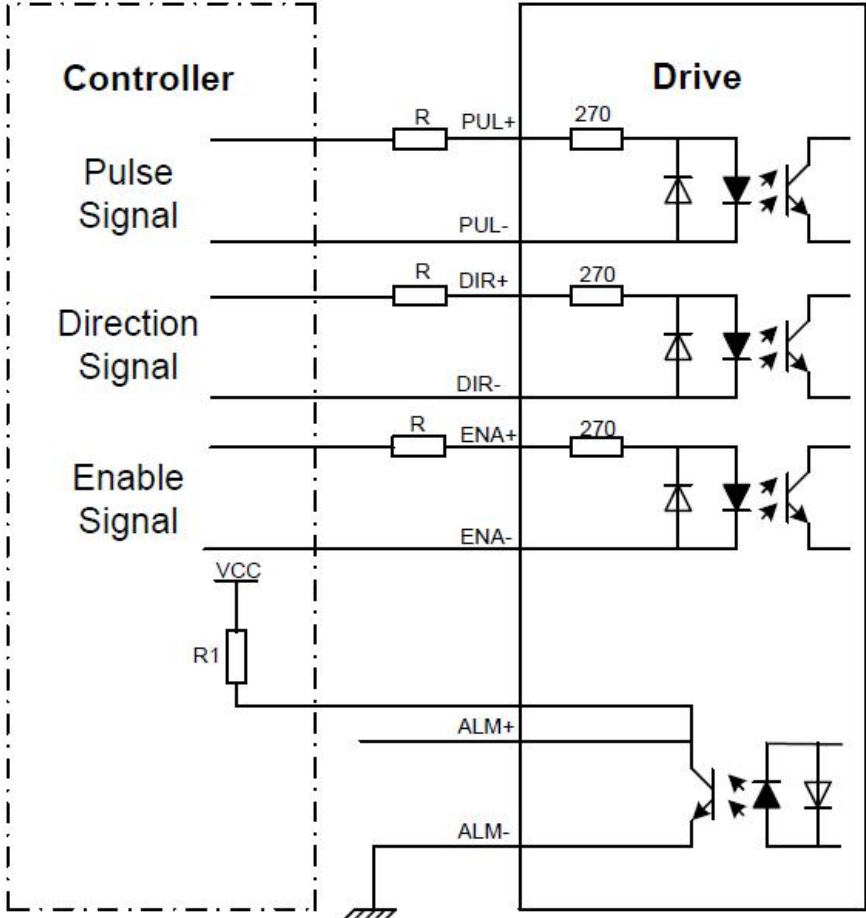 Controller
Drive
R
PUL+
270
Pulse
Signal
PUL-
R
DIR+
270
Direction
Signal
DIR-
R
ENA+
270
Enable
Signal
ENA-
VCC
R1
ALM+
ALM-